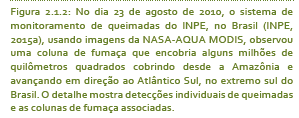 Figura 2.1.2: No dia 23 de agosto de 2010, o sistema de
monitoramento de queimadas do INPE, no Brasil (INPE,
2015a), usando imagens da NASA-AQUA MODIS, observou
uma coluna de fumaça que encobria alguns milhões de
quilômetros quadrados cobrindo desde a Amazônia e
avançando em direção ao Atlântico Sul, no extremo sul do
Brasil. O detalhe mostra detecções individuais de queimadas
e as colunas de fumaça associadas.